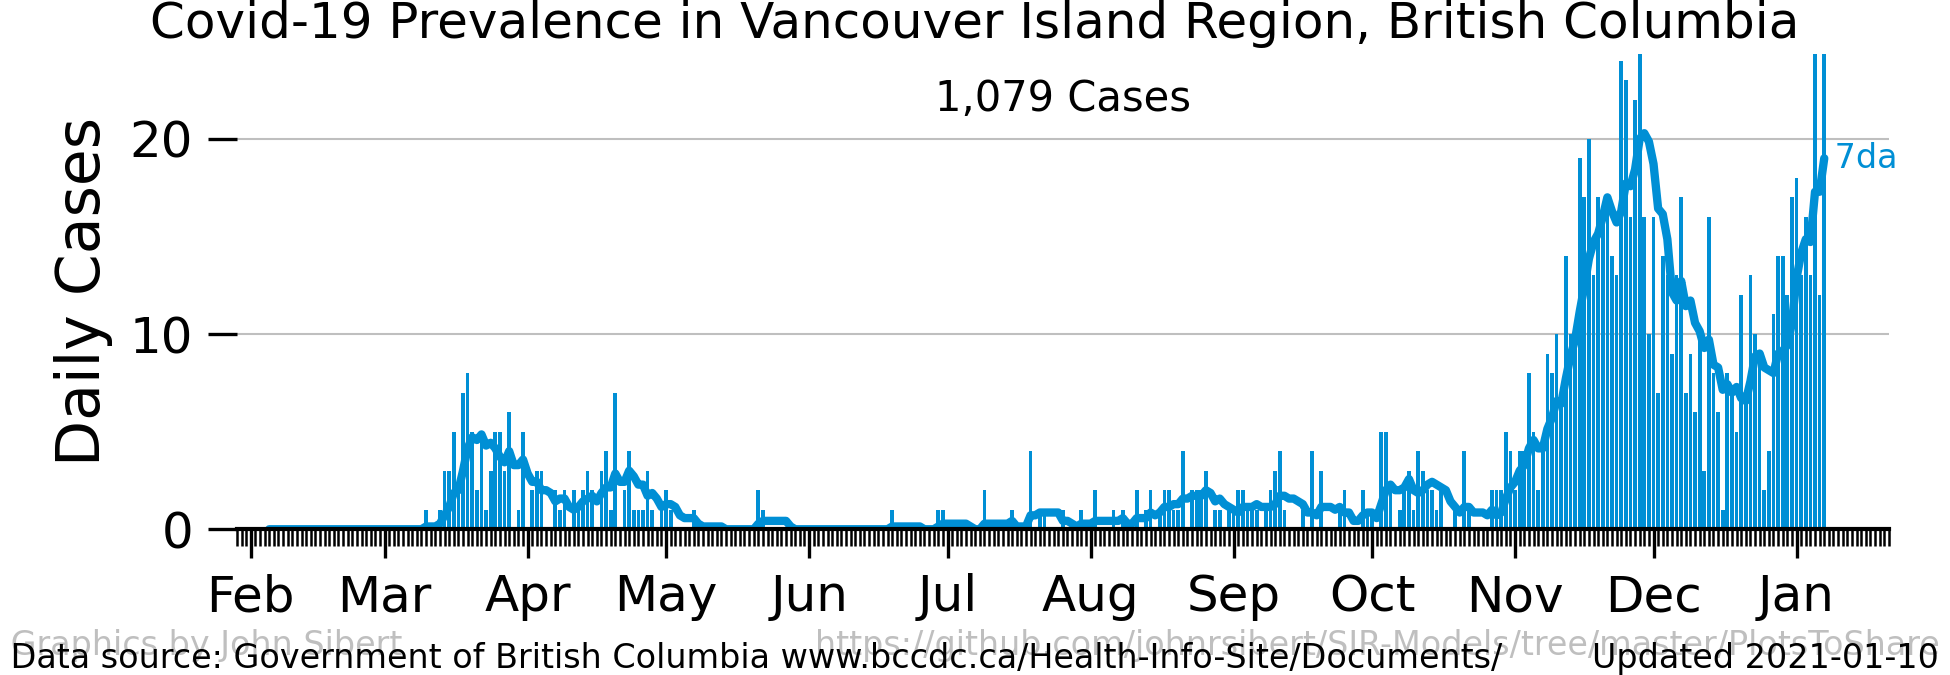 Covid-19 Prevalence in Vancouver Island Region, British Columbia
1,079 Cases
Daily Cases
20
10
0
7da
Feb Mar Apr May Jun Jul Aug Sep Oct Nov Dec Jan
Graphics by John Sibert https://github.com/johnrsibert/SIR-Models/tree/master/PlotsToShare
Data source: Government of British Columbia www.bccdc.ca/Health-Info-Site/Documents/ Updated 2021-01-10